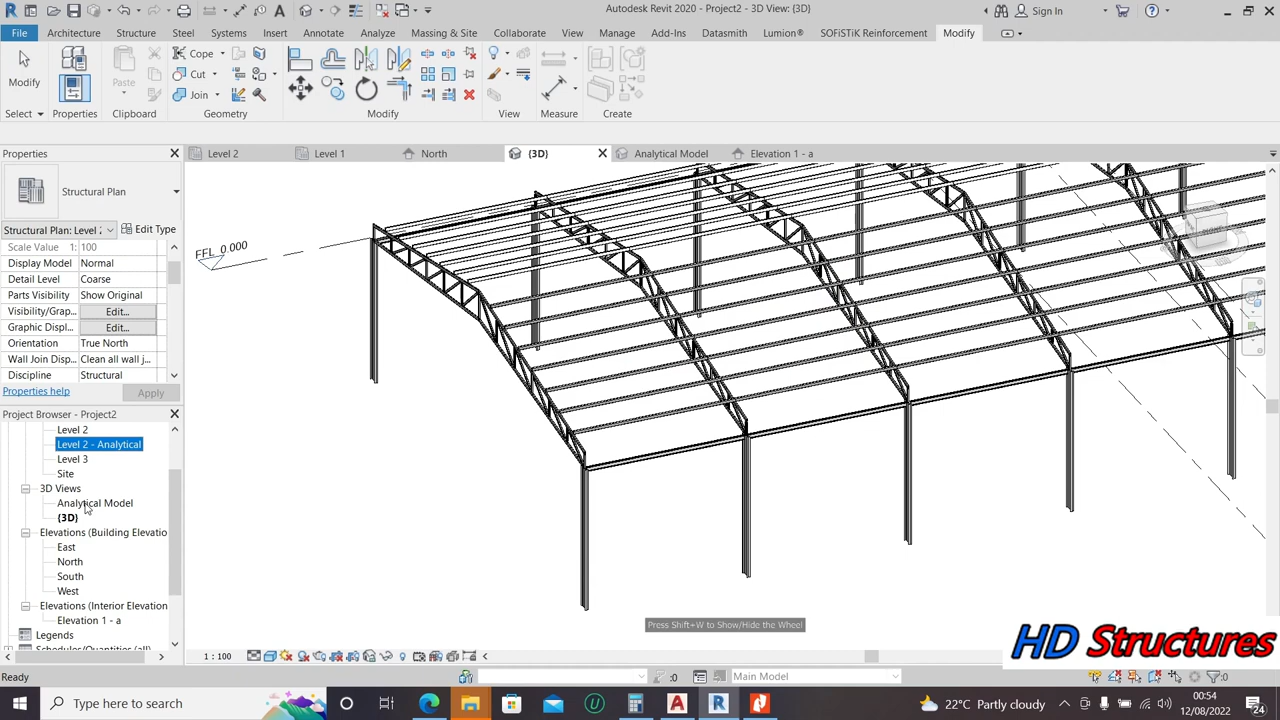 Autodesk Revit 2020 - Project2 - 3D View: {3D}
Sign In
File Architecture Structure Steel Systems Insert Annotate Analyze Massing & Site Collaborate View Manage Add-Ins Datasmith Lumion® SOFiSTiK Reinforcement Modify
Modify Properties Paste Cope Cut Join
Select Properties Clipboard Geometry Modify View Measure Create
Properties
Level 2 Level 1 North {3D} Analytical Model Elevation 1 - a
Structural Plan
Structural Plan: Level 2 Edit Type
Scale Value 1: 100
Display Model Normal
Detail Level Coarse
Parts Visibility Show Original
Visibility/Grap... Edit...
Graphic Displ... Edit...
Orientation True North
Wall Join Disp... Clean all wall j...
Discipline Structural
Properties help Apply
Project Browser - Project2
Level 2
Level 2 - Analytical
Level 3
Site
3D Views
Analytical Model
{3D}
Elevations (Building Elevatio
East
North
South
West
Elevations (Interior Elevation
Elevation 1 - a
Legends
Schedules/Quantities (all)
FFL 0.000
Press Shift+W to Show/Hide the Wheel
HD Structures
1 : 100
Ready :0 Main Model :0
Type here to search
22°C Partly cloudy
00:54
12/08/2022
24